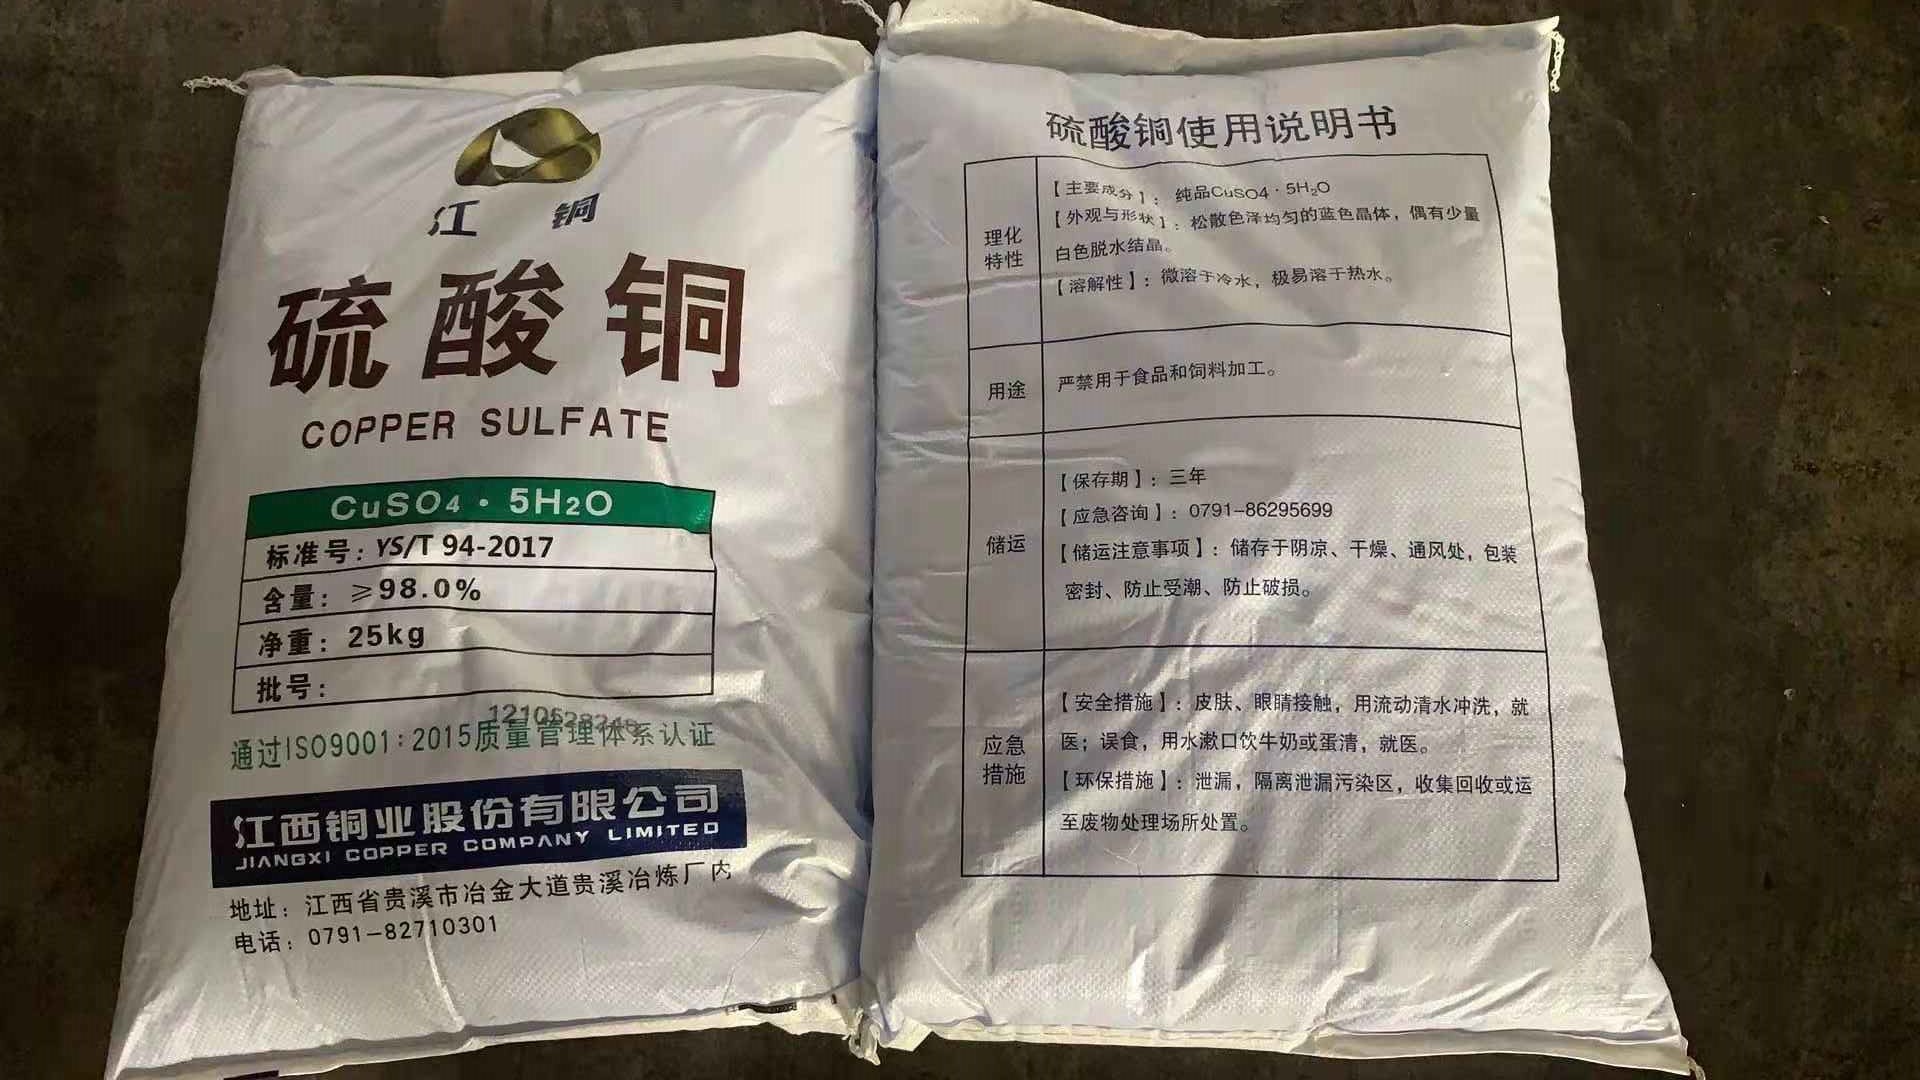 江 铜
硫酸铜
COPPER SULFATE
CuSO4·5H2O
标准号：YS/T 94-2017
含量：≥98.0%
净重：25kg
批号：
通过ISO9001:2015质量管理体系认证
江西铜业股份有限公司
JIANGXI COPPER COMPANY LIMITED
地址：江西省贵溪市冶金大道贵溪冶炼厂内
电话：0791-82710301
硫酸铜使用说明书
理化
特性
【主要成分】：纯品CuSO4·5H2O
【外观与形状】：松散色泽均匀的蓝色晶体，偶有少量
白色脱水结晶。
【溶解性】：微溶于冷水，极易溶于热水。
用途
严禁用于食品和饲料加工。
储运
【保存期】：三年
【应急咨询】：0791-86295699
【储运注意事项】：储存于阴凉、干燥、通风处，包装
密封、防止受潮、防止破损。
应急
措施
【安全措施】：皮肤、眼睛接触，用流动清水冲洗，就
医；误食，用水漱口饮牛奶或蛋清，就医。
【环保措施】：泄漏，隔离泄漏污染区，收集回收或运
至废物处理场所处置。